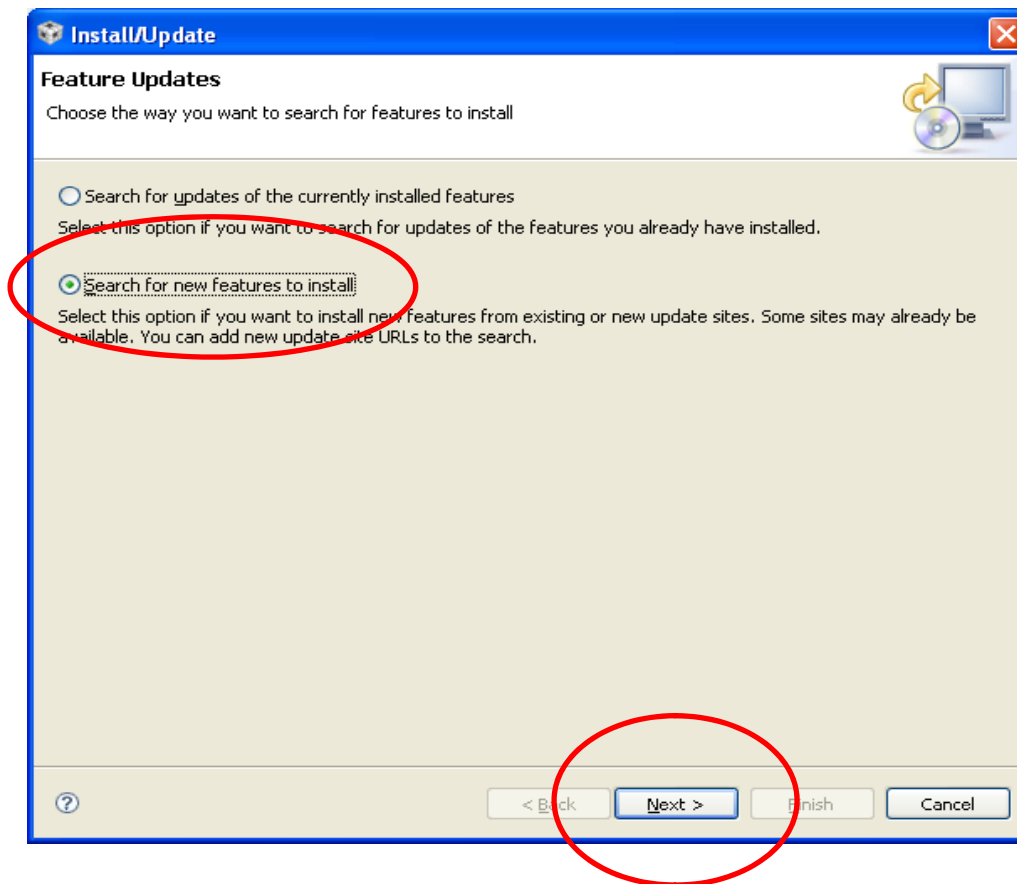 Install/Update
Feature Updates
Choose the way you want to search for features to install
Search for updates of the currently installed features
Select this option if you want to search for updates of the features you already have installed.
Search for new features to install
Select this option if you want to install new features from existing or new update sites. Some sites may already be
available. You can add new update site URLs to the search.
< Back Next > Finish Cancel